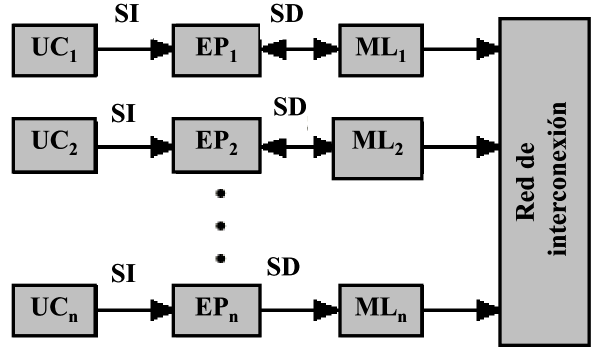 SI SD
UC₁ EP₁ ML₁
SI SD
UC₂ EP₂ ML₂
SI SD
UCₙ EPₙ MLₙ
Red de
interconexión